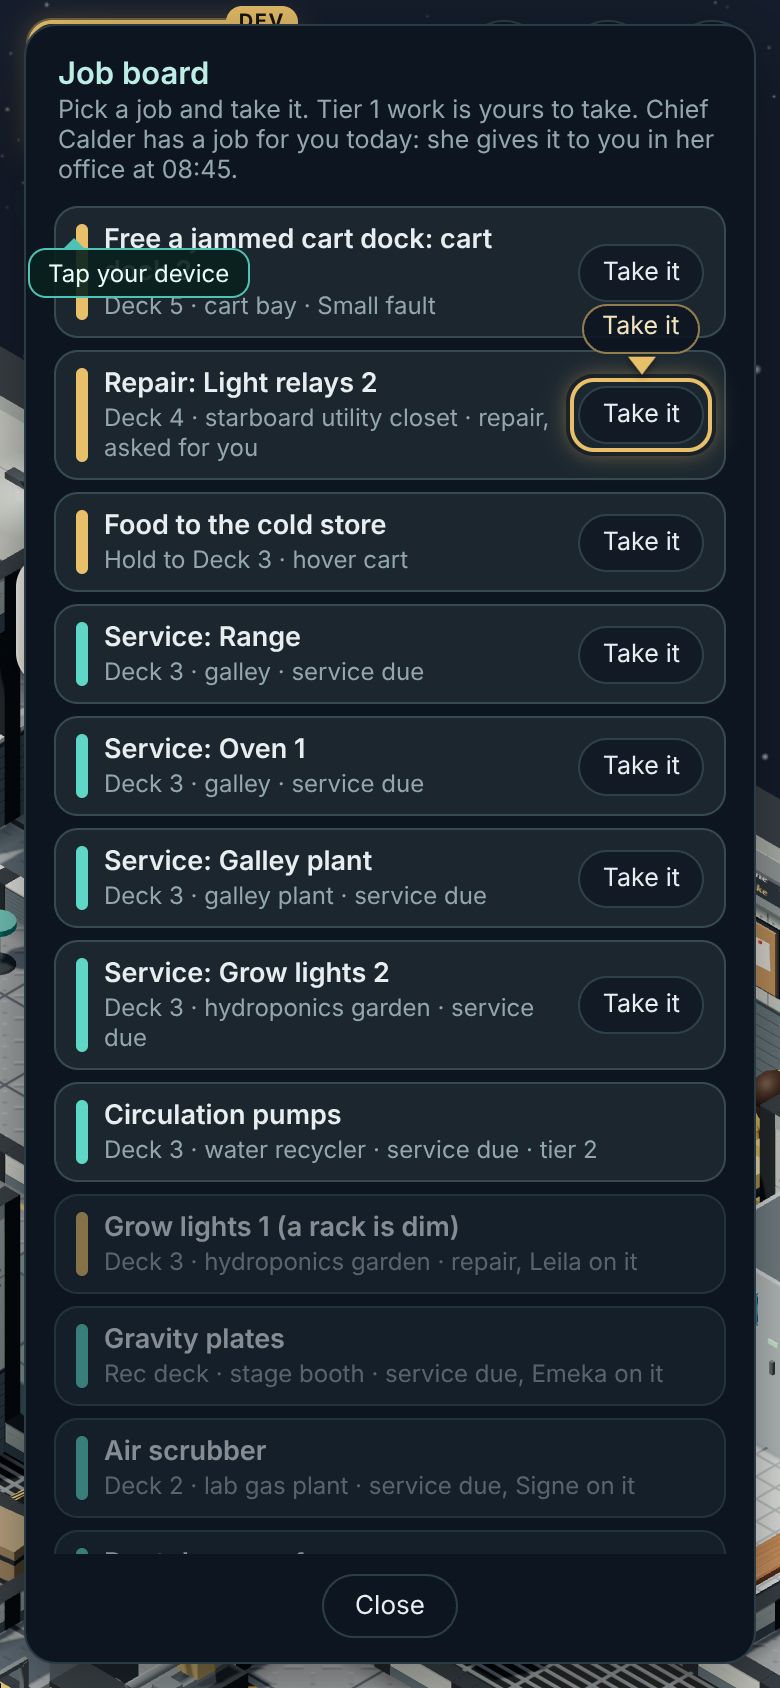 DEV
Job board
Pick a job and take it. Tier 1 work is yours to take. Chief
Calder has a job for you today: she gives it to you in her
office at 08:45.
Free a jammed cart dock: cart
Tap your device
Deck 5 · cart bay · Small fault
Take it
Take it
Repair: Light relays 2
Deck 4 · starboard utility closet · repair,
asked for you
Take it
Food to the cold store
Hold to Deck 3 · hover cart
Take it
Service: Range
Deck 3 · galley · service due
Take it
Service: Oven 1
Deck 3 · galley · service due
Take it
Service: Galley plant
Deck 3 · galley plant · service due
Take it
Service: Grow lights 2
Deck 3 · hydroponics garden · service
due
Take it
Circulation pumps
Deck 3 · water recycler · service due · tier 2
Grow lights 1 (a rack is dim)
Deck 3 · hydroponics garden · repair, Leila on it
Gravity plates
Rec deck · stage booth · service due, Emeka on it
Air scrubber
Deck 2 · lab gas plant · service due, Signe on it
Close